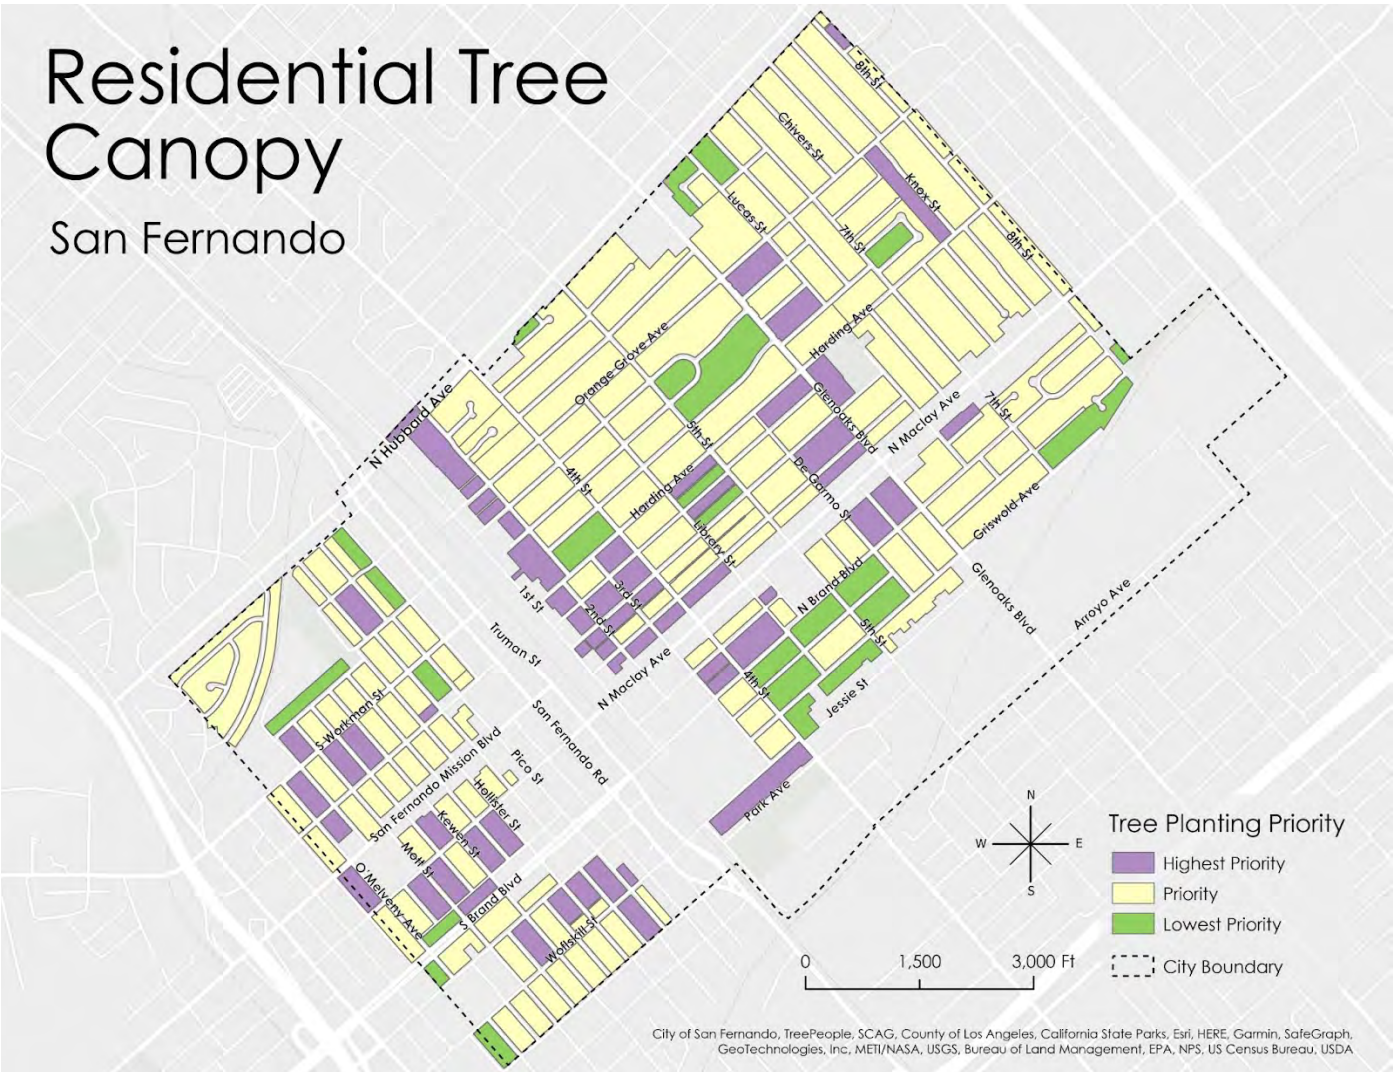 Residential Tree
Canopy
San Fernando
8th St
Chivers St
Knox St
Lucas St
7th St
8th St
Harding Ave
Orange Grove Ave
N Hubbard Ave
Glenoaks Blvd
N Maclay Ave
7th St
5th St
4th St
Harding Ave
De Garmo St
Library St
Griswold Ave
1st St
3rd St
2nd St
N Brand Blvd
Glenoaks Blvd
Arroyo Ave
5th St
Truman St
N Maclay Ave
4th St
Jessie St
S Workman St
San Fernando Rd
San Fernando Mission Blvd
Pico St
Hollister St
Park Ave
Kewen St
Mott St
O'Melveny Ave
S Brand Blvd
Wolfskill St
N
W
E
S
Tree Planting Priority
Highest Priority
Priority
Lowest Priority
City Boundary
0 1,500 3,000 Ft
City of San Fernando, TreePeople, SCAG, County of Los Angeles, California State Parks, Esri, HERE, Garmin, SafeGraph,
GeoTechnologies, Inc, METI/NASA, USGS, Bureau of Land Management, EPA, NPS, US Census Bureau, USDA